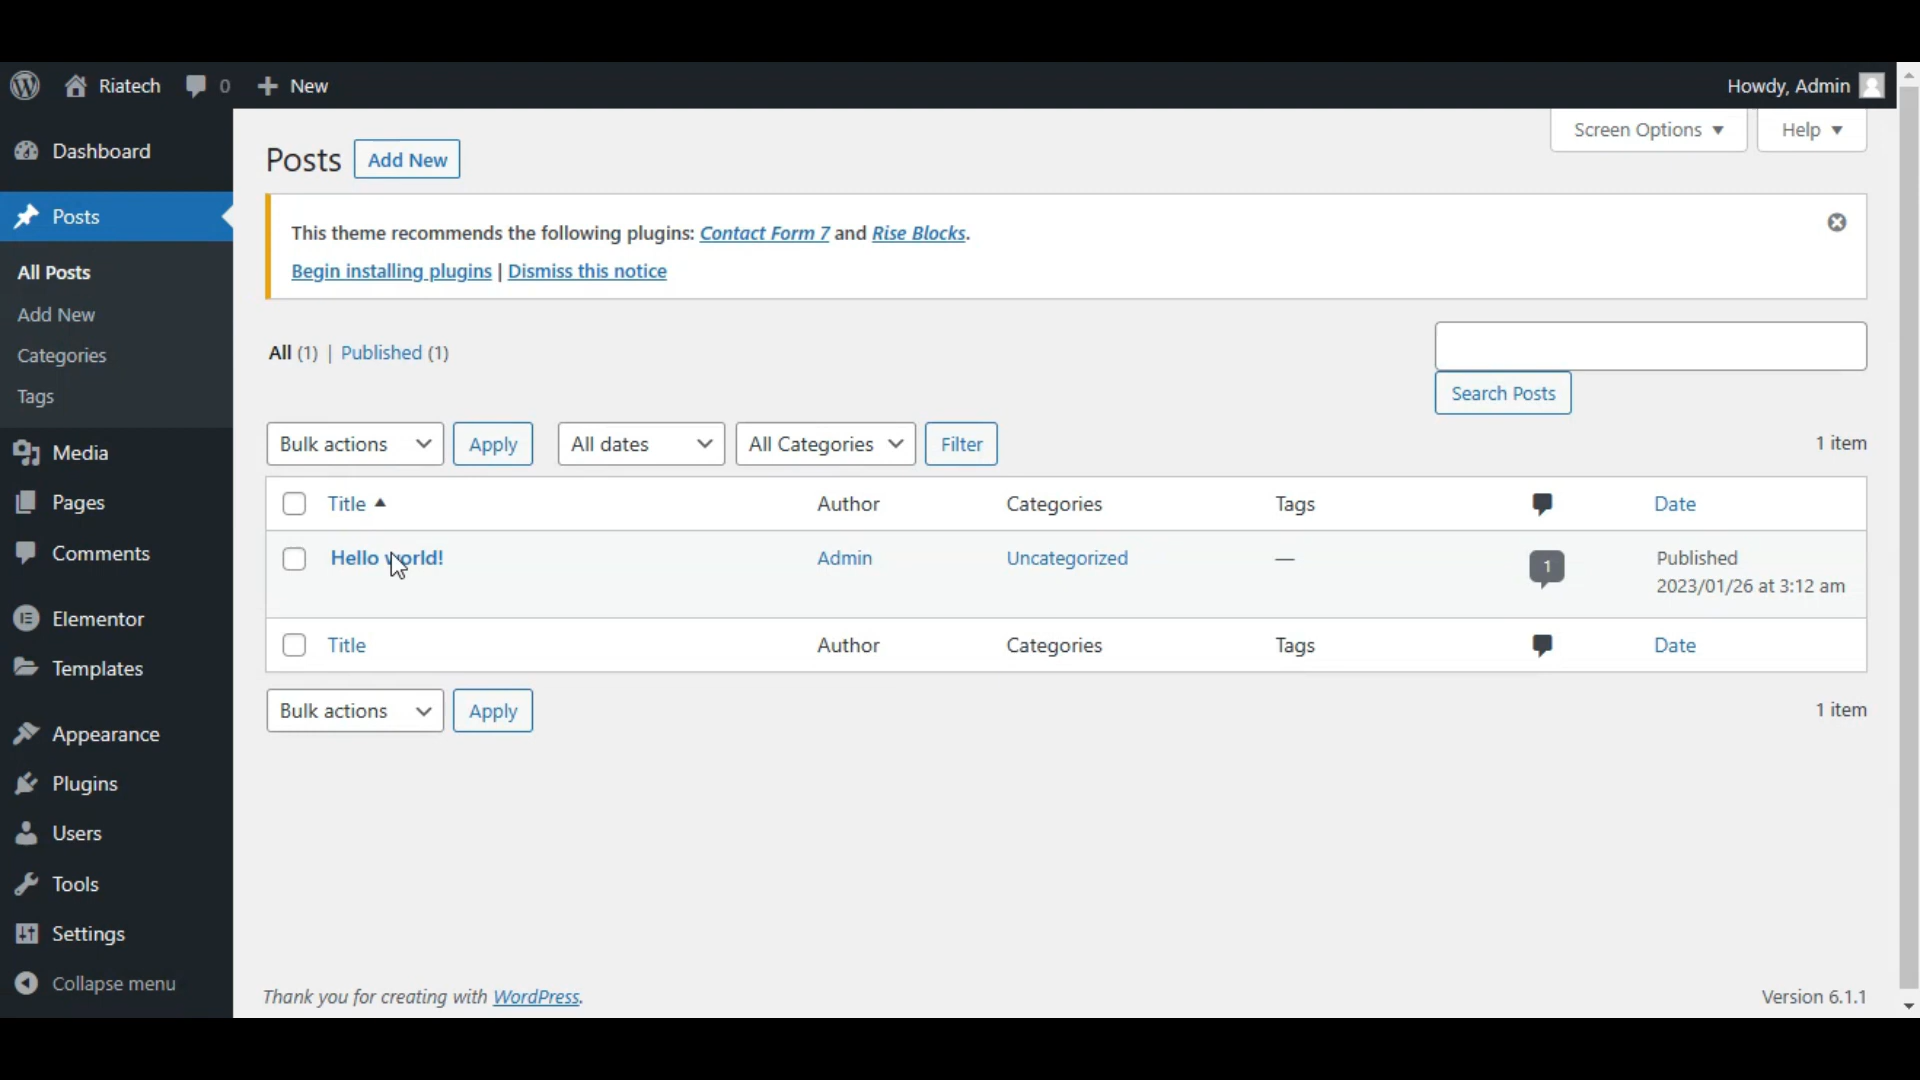 Riatech 0 New Howdy, Admin
Screen Options Help
Dashboard
Posts
All Posts
Add New
Categories
Tags
Media
Pages
Comments
Elementor
Templates
Appearance
Plugins
Users
Tools
Settings
Collapse menu
Posts Add New
This theme recommends the following plugins: Contact Form 7 and Rise Blocks.
Begin installing plugins | Dismiss this notice
All (1) | Published (1)
Search Posts
Bulk actions Apply All dates All Categories Filter 1 item
Title Author Categories Tags Date
Hello world! Admin Uncategorized — 1 Published
2023/01/26 at 3:12 am
Title Author Categories Tags Date
Bulk actions Apply 1 item
Thank you for creating with WordPress. Version 6.1.1